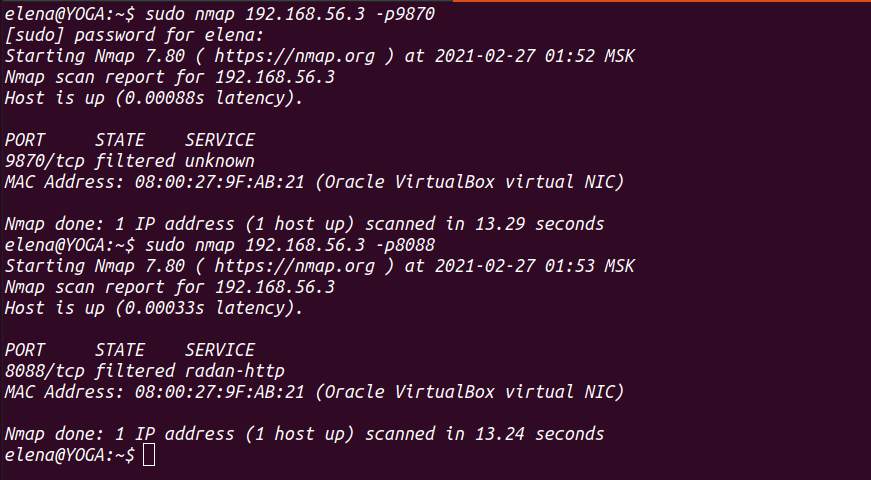 elena@YOGA:~$ sudo nmap 192.168.56.3 -p9870
[sudo] password for elena:
Starting Nmap 7.80 ( https://nmap.org ) at 2021-02-27 01:52 MSK
Nmap scan report for 192.168.56.3
Host is up (0.00088s latency).

PORT     STATE    SERVICE
9870/tcp filtered unknown
MAC Address: 08:00:27:9F:AB:21 (Oracle VirtualBox virtual NIC)

Nmap done: 1 IP address (1 host up) scanned in 13.29 seconds
elena@YOGA:~$ sudo nmap 192.168.56.3 -p8088
Starting Nmap 7.80 ( https://nmap.org ) at 2021-02-27 01:53 MSK
Nmap scan report for 192.168.56.3
Host is up (0.00033s latency).

PORT     STATE    SERVICE
8088/tcp filtered radan-http
MAC Address: 08:00:27:9F:AB:21 (Oracle VirtualBox virtual NIC)

Nmap done: 1 IP address (1 host up) scanned in 13.24 seconds
elena@YOGA:~$